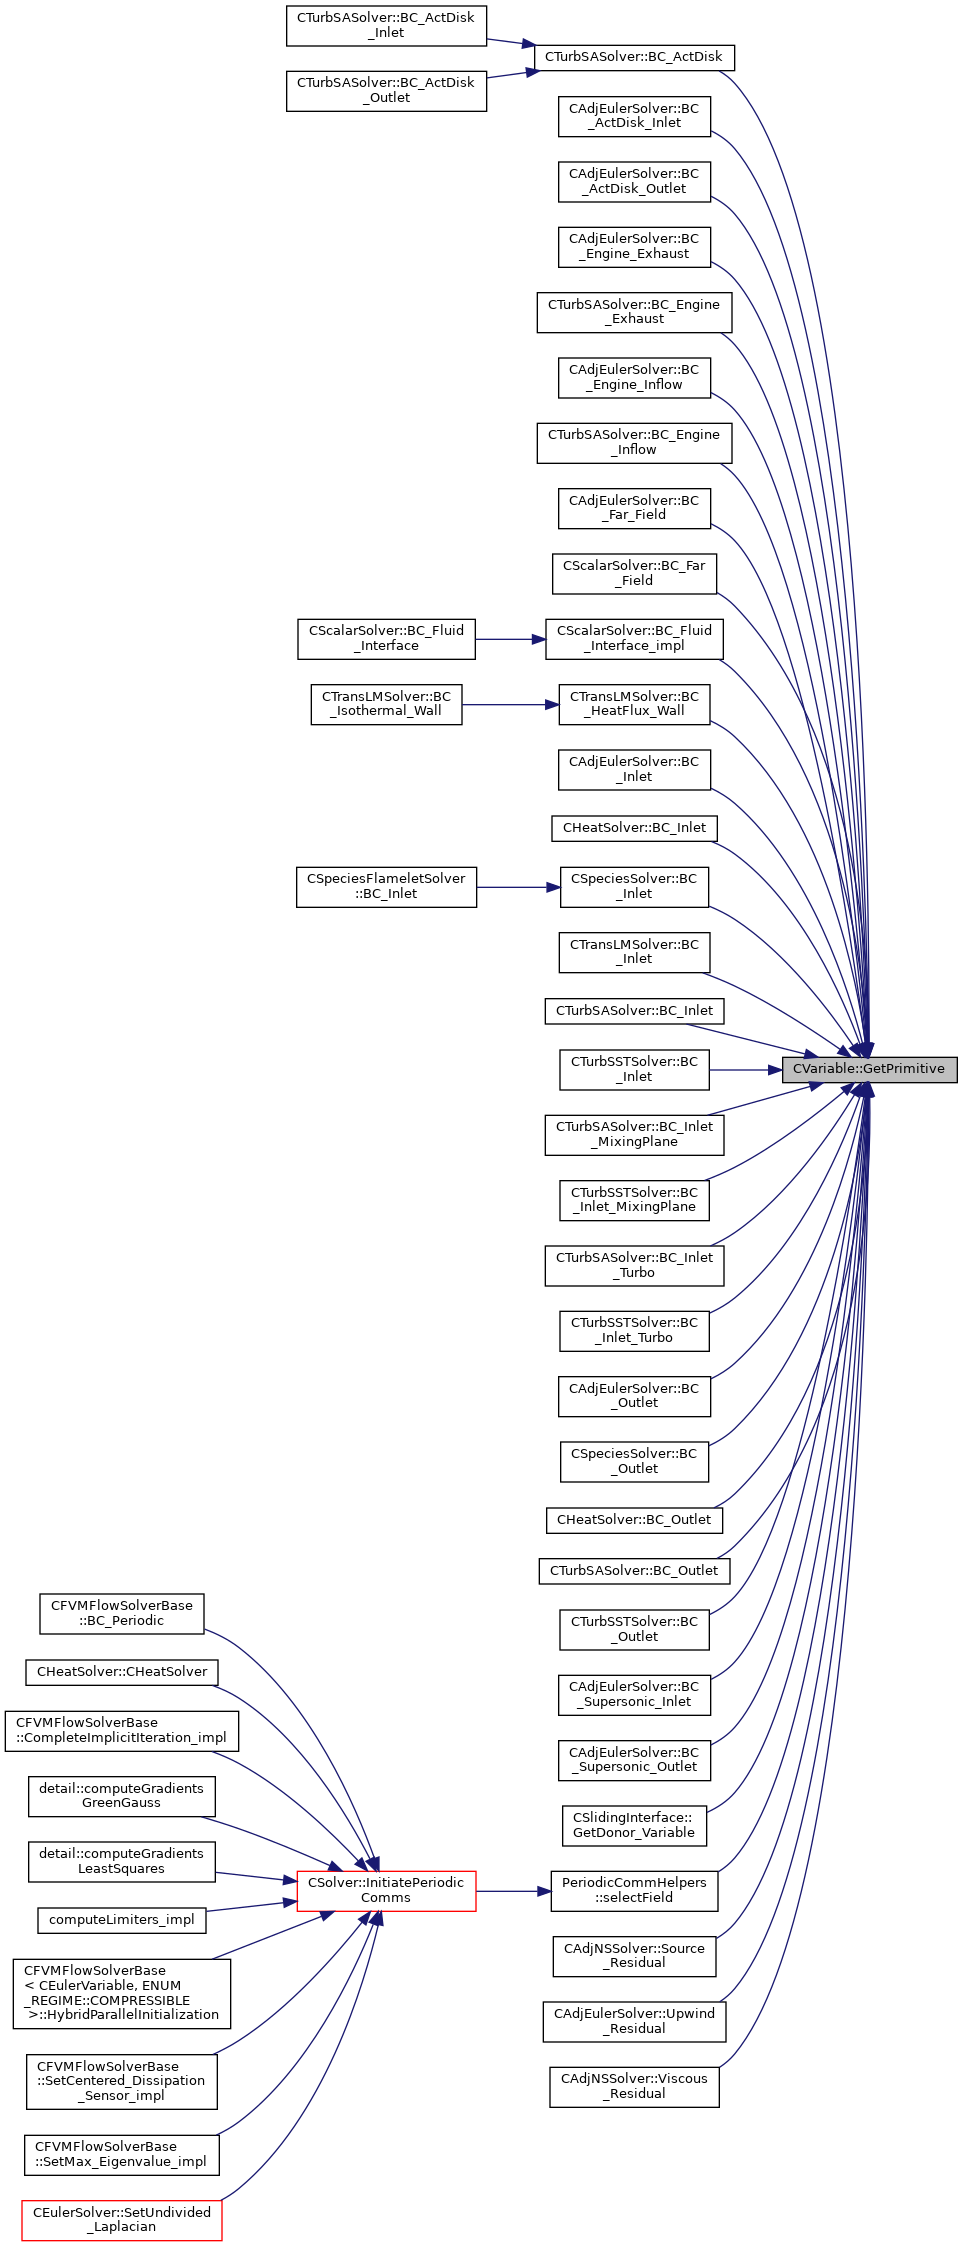 CTurbSASolver::BC_ActDisk
_Inlet
CTurbSASolver::BC_ActDisk
CTurbSASolver::BC_ActDisk
_Outlet
CAdjEulerSolver::BC
_ActDisk_Inlet
CAdjEulerSolver::BC
_ActDisk_Outlet
CAdjEulerSolver::BC
_Engine_Exhaust
CTurbSASolver::BC_Engine
_Exhaust
CAdjEulerSolver::BC
_Engine_Inflow
CTurbSASolver::BC_Engine
_Inflow
CAdjEulerSolver::BC
_Far_Field
CScalarSolver::BC_Far
_Field
CScalarSolver::BC_Fluid
_Interface
CScalarSolver::BC_Fluid
_Interface_impl
CTransLMSolver::BC
_Isothermal_Wall
CTransLMSolver::BC
_HeatFlux_Wall
CAdjEulerSolver::BC
_Inlet
CHeatSolver::BC_Inlet
CSpeciesFlameletSolver
::BC_Inlet
CSpeciesSolver::BC
_Inlet
CTransLMSolver::BC
_Inlet
CTurbSASolver::BC_Inlet
CTurbSSTSolver::BC
_Inlet
CVariable::GetPrimitive
CTurbSASolver::BC_Inlet
_MixingPlane
CTurbSSTSolver::BC
_Inlet_MixingPlane
CTurbSASolver::BC_Inlet
_Turbo
CTurbSSTSolver::BC
_Inlet_Turbo
CAdjEulerSolver::BC
_Outlet
CSpeciesSolver::BC
_Outlet
CHeatSolver::BC_Outlet
CTurbSASolver::BC_Outlet
CTurbSSTSolver::BC
_Outlet
CAdjEulerSolver::BC
_Supersonic_Inlet
CAdjEulerSolver::BC
_Supersonic_Outlet
CSlidingInterface::
GetDonor_Variable
PeriodicCommHelpers
::selectField
CAdjNSSolver::Source
_Residual
CAdjEulerSolver::Upwind
_Residual
CAdjNSSolver::Viscous
_Residual
CSolver::InitiatePeriodic
Comms
CFVMFlowSolverBase
::BC_Periodic
CHeatSolver::CHeatSolver
CFVMFlowSolverBase
::CompleteImplicitIteration_impl
detail::computeGradients
GreenGauss
detail::computeGradients
LeastSquares
computeLimiters_impl
CFVMFlowSolverBase
< CEulerVariable, ENUM
_REGIME::COMPRESSIBLE
>::HybridParallelInitialization
CFVMFlowSolverBase
::SetCentered_Dissipation
_Sensor_impl
CFVMFlowSolverBase
::SetMax_Eigenvalue_impl
CEulerSolver::SetUndivided
_Laplacian